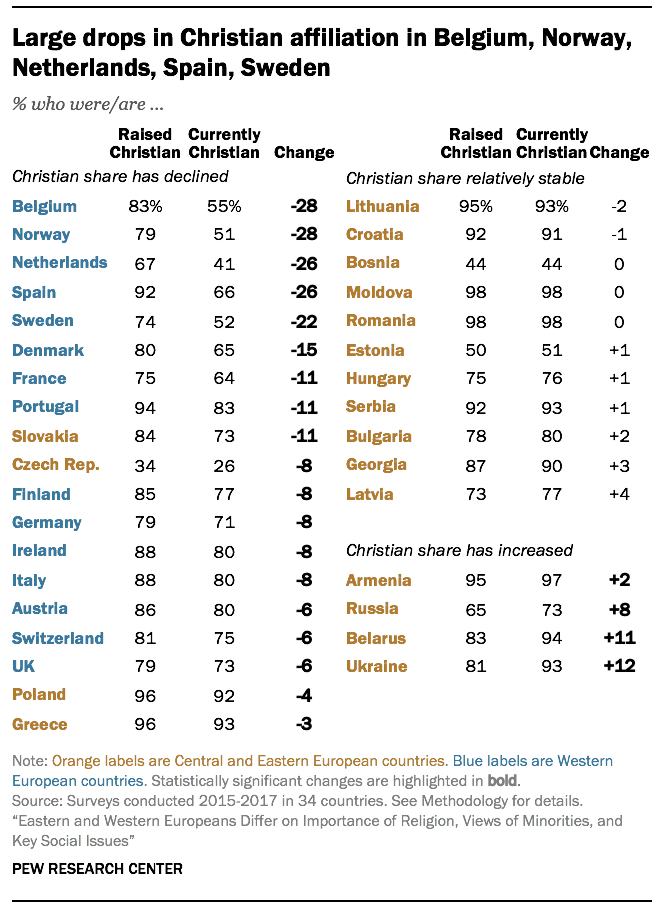 Large drops in Christian affiliation in Belgium, Norway,
Netherlands, Spain, Sweden
% who were/are ...
Raised Currently
Christian Christian Change
Christian share has declined
Belgium 83% 55% -28
Norway 79 51 -28
Netherlands 67 41 -26
Spain 92 66 -26
Sweden 74 52 -22
Denmark 80 65 -15
France 75 64 -11
Portugal 94 83 -11
Slovakia 84 73 -11
Czech Rep. 34 26 -8
Finland 85 77 -8
Germany 79 71 -8
Ireland 88 80 -8
Italy 88 80 -8
Austria 86 80 -6
Switzerland 81 75 -6
UK 79 73 -6
Poland 96 92 -4
Greece 96 93 -3
Raised Currently
Christian Christian Change
Christian share relatively stable
Lithuania 95% 93% -2
Croatia 92 91 -1
Bosnia 44 44 0
Moldova 98 98 0
Romania 98 98 0
Estonia 50 51 +1
Hungary 75 76 +1
Serbia 92 93 +1
Bulgaria 78 80 +2
Georgia 87 90 +3
Latvia 73 77 +4
Christian share has increased
Armenia 95 97 +2
Russia 65 73 +8
Belarus 83 94 +11
Ukraine 81 93 +12
Note: Orange labels are Central and Eastern European countries. Blue labels are Western
European countries. Statistically significant changes are highlighted in bold.
Source: Surveys conducted 2015-2017 in 34 countries. See Methodology for details.
“Eastern and Western Europeans Differ on Importance of Religion, Views of Minorities, and
Key Social Issues”
PEW RESEARCH CENTER